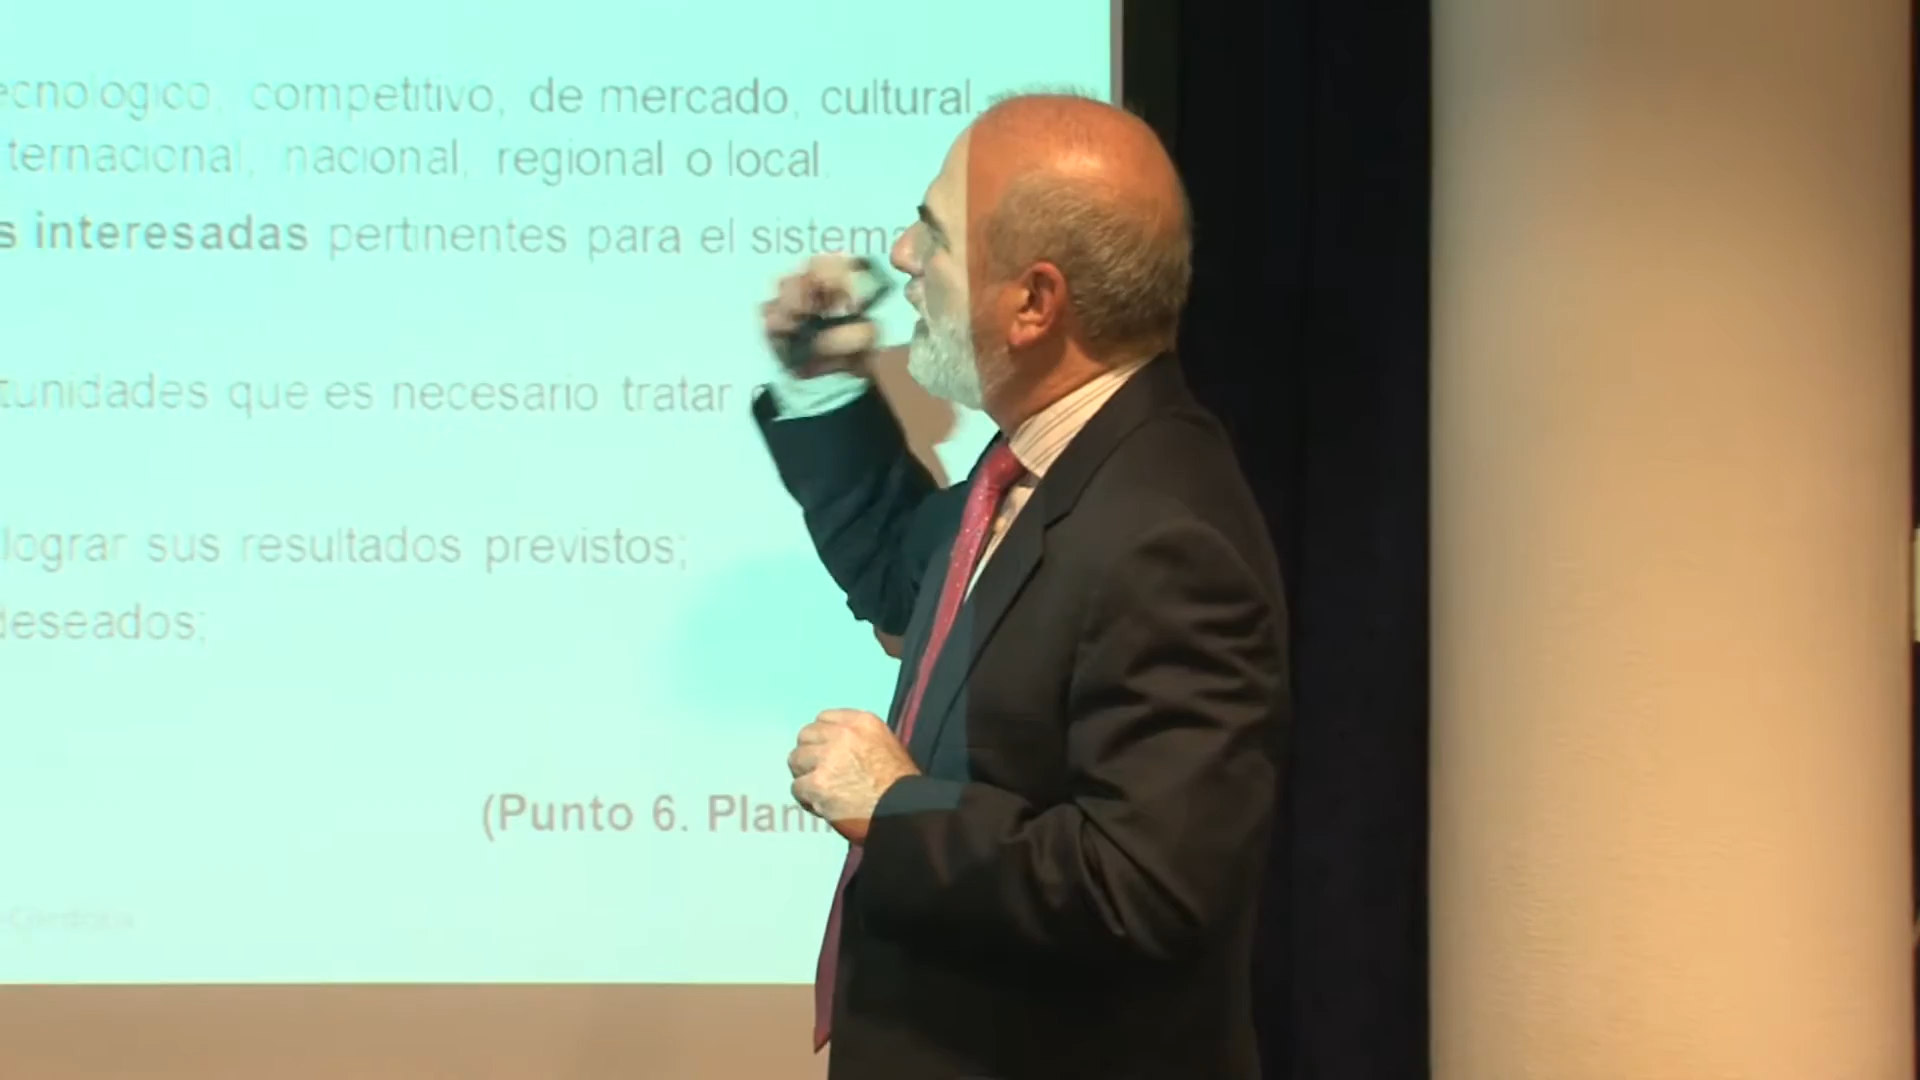 ecnologico, competitivo, de mercado, cultural,
ternacional, nacional, regional o local.
s interesadas pertinentes para el sistema
tunidades que es necesario tratar
lograr sus resultados previstos;
deseados;
(Punto 6. Plani